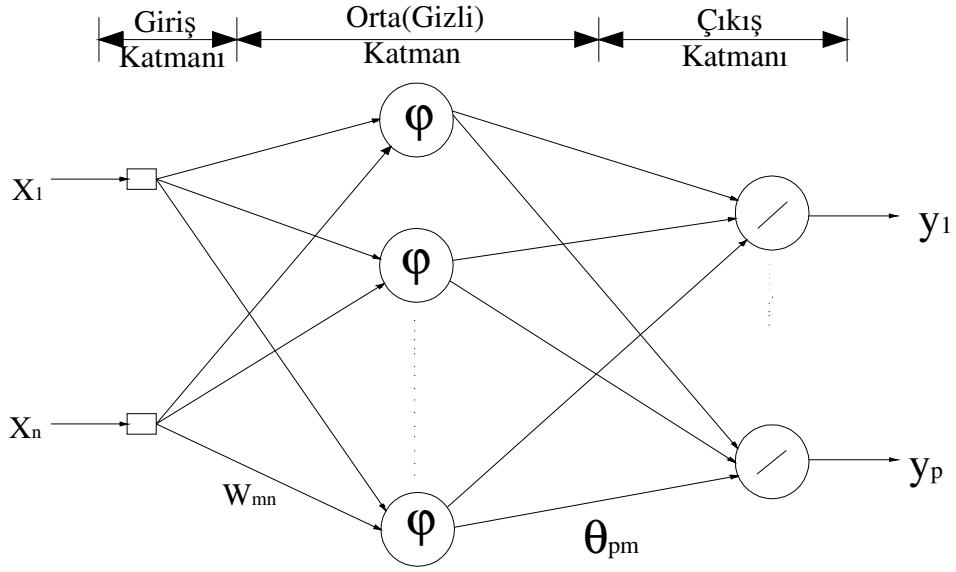 Giriş
Katmanı
Orta(Gizli)
Katman
Çıkış
Katmanı
φ
x1
y1
φ
xn
yp
wmn
φ
θpm